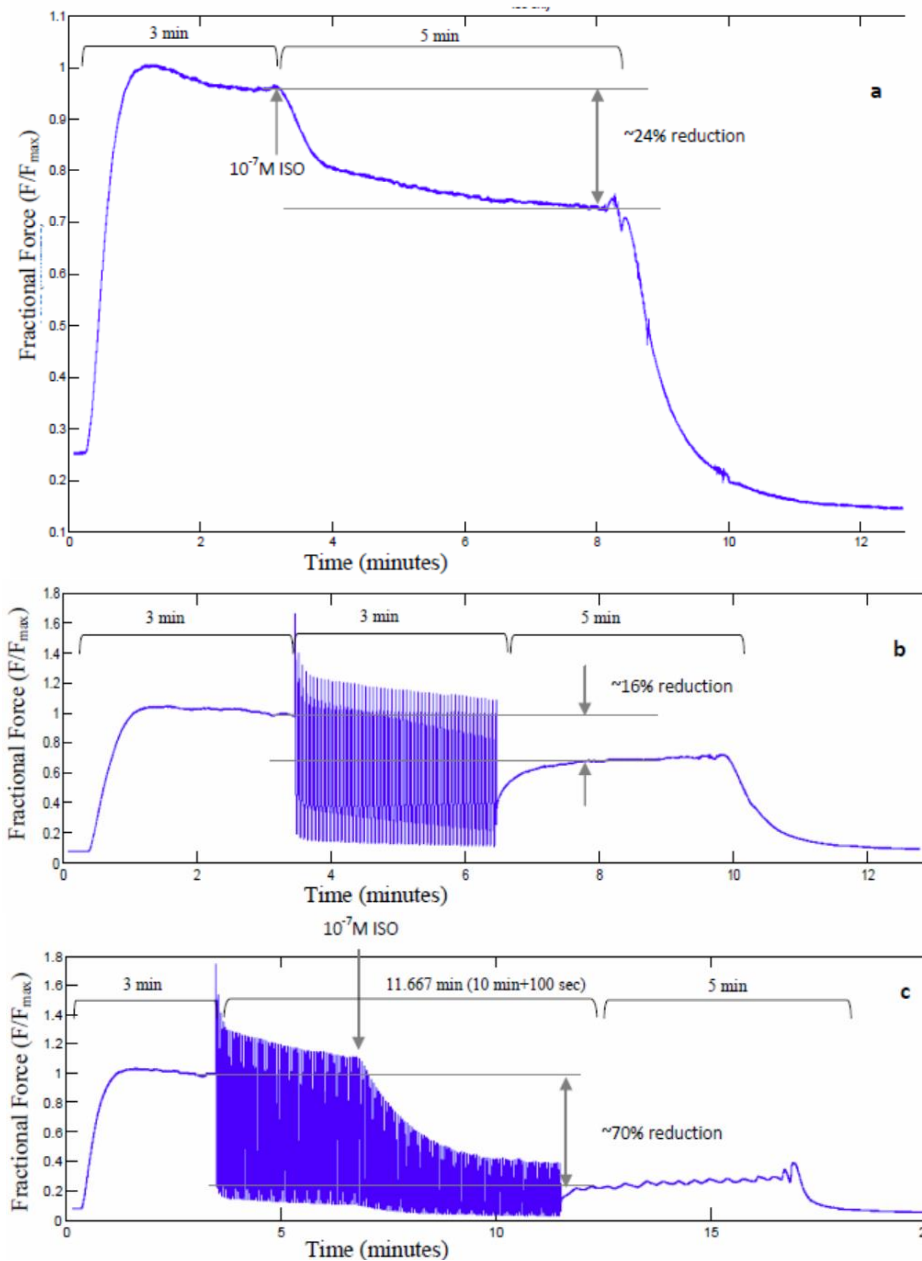 1.1
3 min
5 min
1
a
0.9
~24% reduction
10⁻⁷M ISO
0.8
0.7
0.6
0.5
0.4
0.3
0.2
0.1
Fractional Force (F/Fmax)
0 2 4 6 8 10 12
Time (minutes)
1.8
3 min 3 min 5 min
1.6
b
1.4
1.2
~16% reduction
1
0.8
0.6
0.4
0.2
0
Fractional Force (F/Fmax)
0 2 4 6 8 10 12
Time (minutes)
10⁻⁷M ISO
1.8
3 min 11.667 min (10 min+100 sec) 5 min
c
1.6
1.4
1.2
1
0.8
~70% reduction
0.6
0.4
0.2
0
Fractional Force (F/Fmax)
5 10 15 2
Time (minutes)